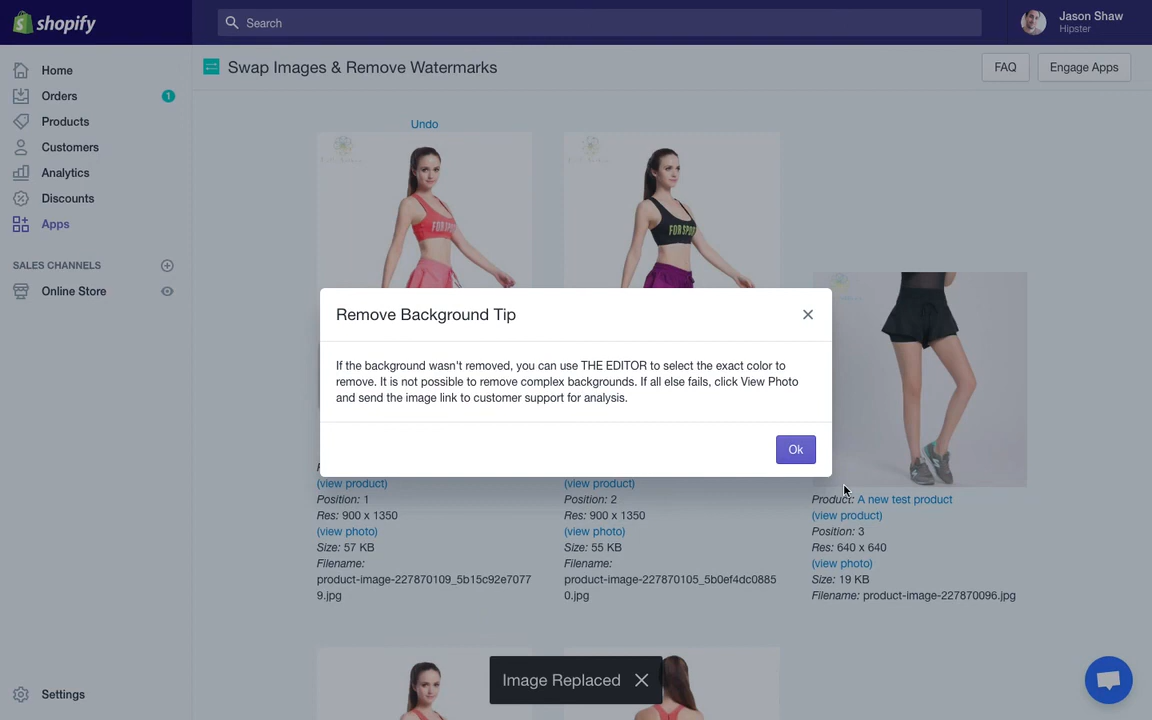 shopify
Search
Jason Shaw
Hipster
Home
Orders 1
Products
Customers
Analytics
Discounts
Apps
SALES CHANNELS
Online Store
Settings
Swap Images & Remove Watermarks
FAQ
Engage Apps
Undo
FORSPORT
Remove Background Tip
If the background wasn't removed, you can use THE EDITOR to select the exact color to
remove. It is not possible to remove complex backgrounds. If all else fails, click View Photo
and send the image link to customer support for analysis.
Ok
(view product)
Position: 1
Res: 900 x 1350
(view photo)
Size: 57 KB
Filename:
product-image-227870109_5b15c92e7077
9.jpg
(view product)
Position: 2
Res: 900 x 1350
(view photo)
Size: 55 KB
Filename:
product-image-227870105_5b0ef4dc0885
0.jpg
Product: A new test product
(view product)
Position: 3
Res: 640 x 640
(view photo)
Size: 19 KB
Filename: product-image-227870096.jpg
Image Replaced